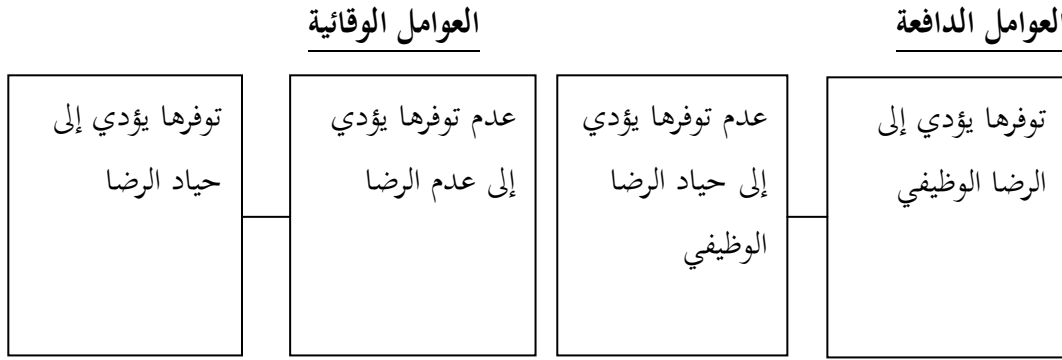 العوامل الدافعة
العوامل الوقائية
توفرها يؤدي إلى
الرضا الوظيفي
عدم توفرها يؤدي
إلى حياد الرضا
الوظيفي
عدم توفرها يؤدي
إلى عدم الرضا
توفرها يؤدي إلى
حياد الرضا